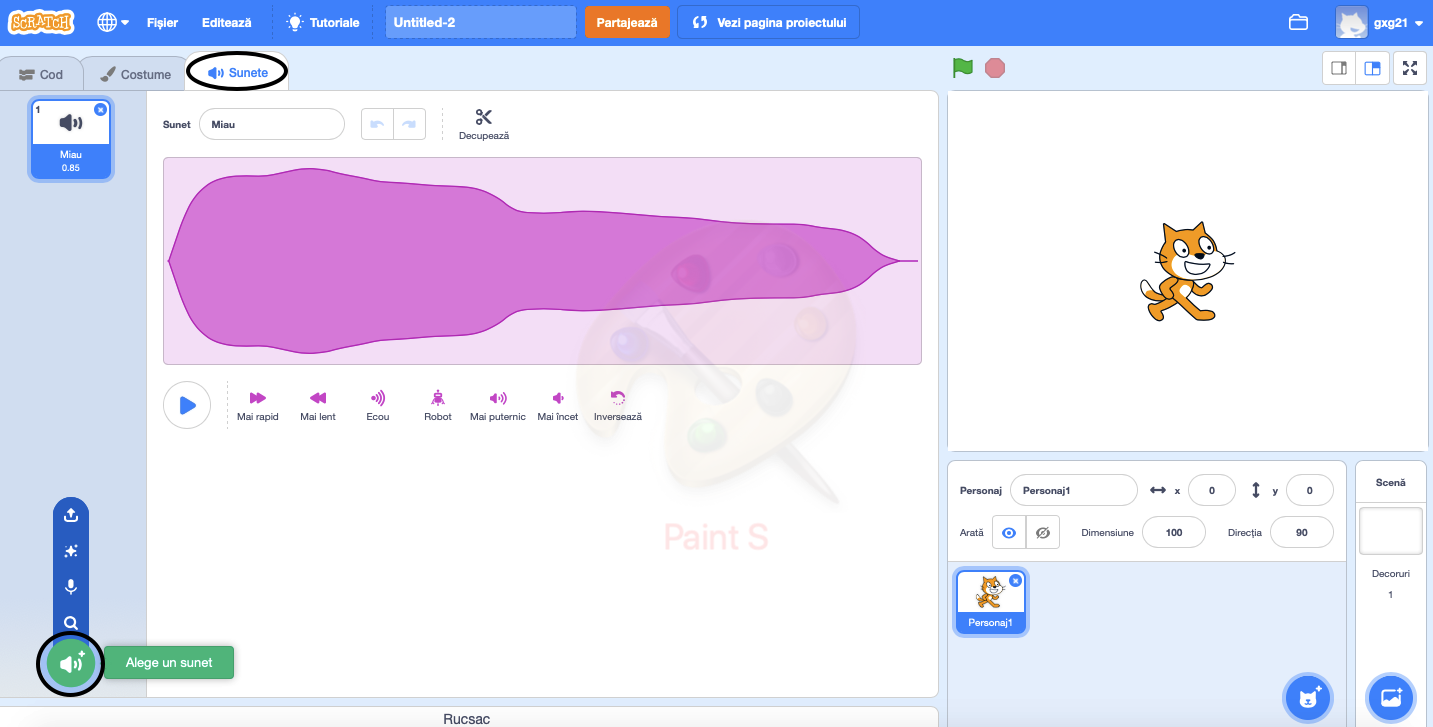 SCRATCH
Fișier
Editează
Tutoriale
Untitled-2
Partajează
Vezi pagina proiectului
gxg21
Cod
Costume
Sunete
1
Miau
0.85
Sunet
Miau
Decupează
Mai rapid
Mai lent
Ecou
Robot
Mai puternic
Mai încet
Inversează
Paint S
Alege un sunet
Rucsac
Personaj
Personaj1
x
0
y
0
Arată
Dimensiune
100
Direcția
90
Personaj1
Scenă
Decoruri
1